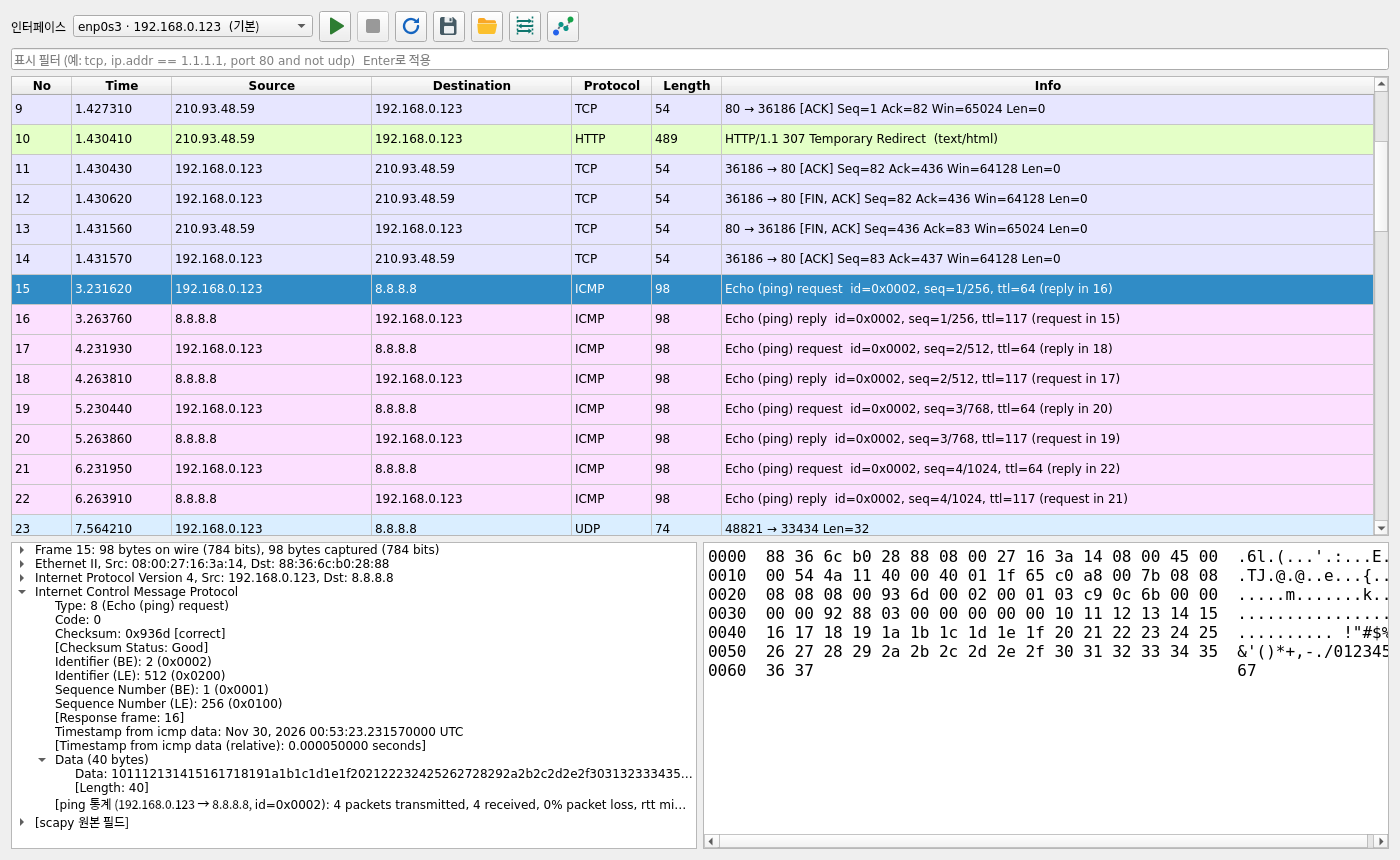 인터페이스 enp0s3 · 192.168.0.123 (기본)
표시 필터 (예: tcp, ip.addr == 1.1.1.1, port 80 and not udp) Enter로 적용
No Time Source Destination Protocol Length Info
9 1.427310 210.93.48.59 192.168.0.123 TCP 54 80 → 36186 [ACK] Seq=1 Ack=82 Win=65024 Len=0
10 1.430410 210.93.48.59 192.168.0.123 HTTP 489 HTTP/1.1 307 Temporary Redirect (text/html)
11 1.430430 192.168.0.123 210.93.48.59 TCP 54 36186 → 80 [ACK] Seq=82 Ack=436 Win=64128 Len=0
12 1.430620 192.168.0.123 210.93.48.59 TCP 54 36186 → 80 [FIN, ACK] Seq=82 Ack=436 Win=64128 Len=0
13 1.431560 210.93.48.59 192.168.0.123 TCP 54 80 → 36186 [FIN, ACK] Seq=436 Ack=83 Win=65024 Len=0
14 1.431570 192.168.0.123 210.93.48.59 TCP 54 36186 → 80 [ACK] Seq=83 Ack=437 Win=64128 Len=0
15 3.231620 192.168.0.123 8.8.8.8 ICMP 98 Echo (ping) request id=0x0002, seq=1/256, ttl=64 (reply in 16)
16 3.263760 8.8.8.8 192.168.0.123 ICMP 98 Echo (ping) reply id=0x0002, seq=1/256, ttl=117 (request in 15)
17 4.231930 192.168.0.123 8.8.8.8 ICMP 98 Echo (ping) request id=0x0002, seq=2/512, ttl=64 (reply in 18)
18 4.263810 8.8.8.8 192.168.0.123 ICMP 98 Echo (ping) reply id=0x0002, seq=2/512, ttl=117 (request in 17)
19 5.230440 192.168.0.123 8.8.8.8 ICMP 98 Echo (ping) request id=0x0002, seq=3/768, ttl=64 (reply in 20)
20 5.263860 8.8.8.8 192.168.0.123 ICMP 98 Echo (ping) reply id=0x0002, seq=3/768, ttl=117 (request in 19)
21 6.231950 192.168.0.123 8.8.8.8 ICMP 98 Echo (ping) request id=0x0002, seq=4/1024, ttl=64 (reply in 22)
22 6.263910 8.8.8.8 192.168.0.123 ICMP 98 Echo (ping) reply id=0x0002, seq=4/1024, ttl=117 (request in 21)
23 7.564210 192.168.0.123 8.8.8.8 UDP 74 48821 → 33434 Len=32
Frame 15: 98 bytes on wire (784 bits), 98 bytes captured (784 bits)
Ethernet II, Src: 08:00:27:16:3a:14, Dst: 88:36:6c:b0:28:88
Internet Protocol Version 4, Src: 192.168.0.123, Dst: 8.8.8.8
Internet Control Message Protocol
Type: 8 (Echo (ping) request)
Code: 0
Checksum: 0x936d [correct]
[Checksum Status: Good]
Identifier (BE): 2 (0x0002)
Identifier (LE): 512 (0x0200)
Sequence Number (BE): 1 (0x0001)
Sequence Number (LE): 256 (0x0100)
[Response frame: 16]
Timestamp from icmp data: Nov 30, 2026 00:53:23.231570000 UTC
[Timestamp from icmp data (relative): 0.000050000 seconds]
Data (40 bytes)
Data: 101112131415161718191a1b1c1d1e1f202122232425262728292a2b2c2d2e2f303132333435…
[Length: 40]
[ping 통계 (192.168.0.123 → 8.8.8.8, id=0x0002): 4 packets transmitted, 4 received, 0% packet loss, rtt mi…
[scapy 원본 필드]
0000 88 36 6c b0 28 88 08 00 27 16 3a 14 08 00 45 00 .6l.(...'.:...E.
0010 00 54 4a 11 40 00 40 01 1f 65 c0 a8 00 7b 08 08 .TJ.@.@..e...{..
0020 08 08 08 00 93 6d 00 02 00 01 03 c9 0c 6b 00 00 .....m.......k..
0030 00 00 92 88 03 00 00 00 00 00 10 11 12 13 14 15 ................
0040 16 17 18 19 1a 1b 1c 1d 1e 1f 20 21 22 23 24 25 .......... !"#$%
0050 26 27 28 29 2a 2b 2c 2d 2e 2f 30 31 32 33 34 35 &'()*+,-./012345
0060 36 37 67